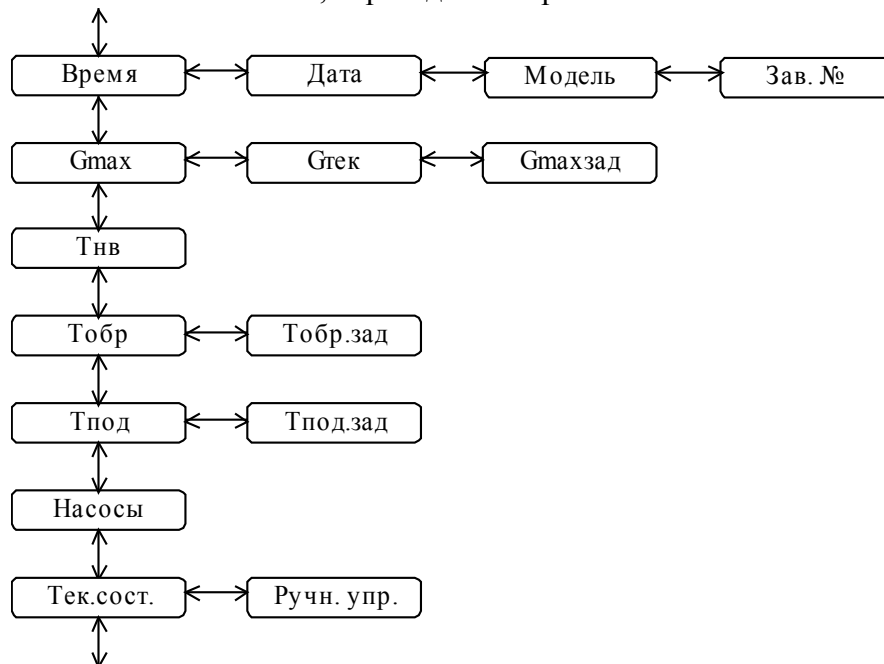 Время Дата Модель Зав. №
Gmax Gтек Gmaxзад
Тнв
Тобр Тобр.зад
Тпод Тпод.зад
Насосы
Тек.сост. Ручн. упр.